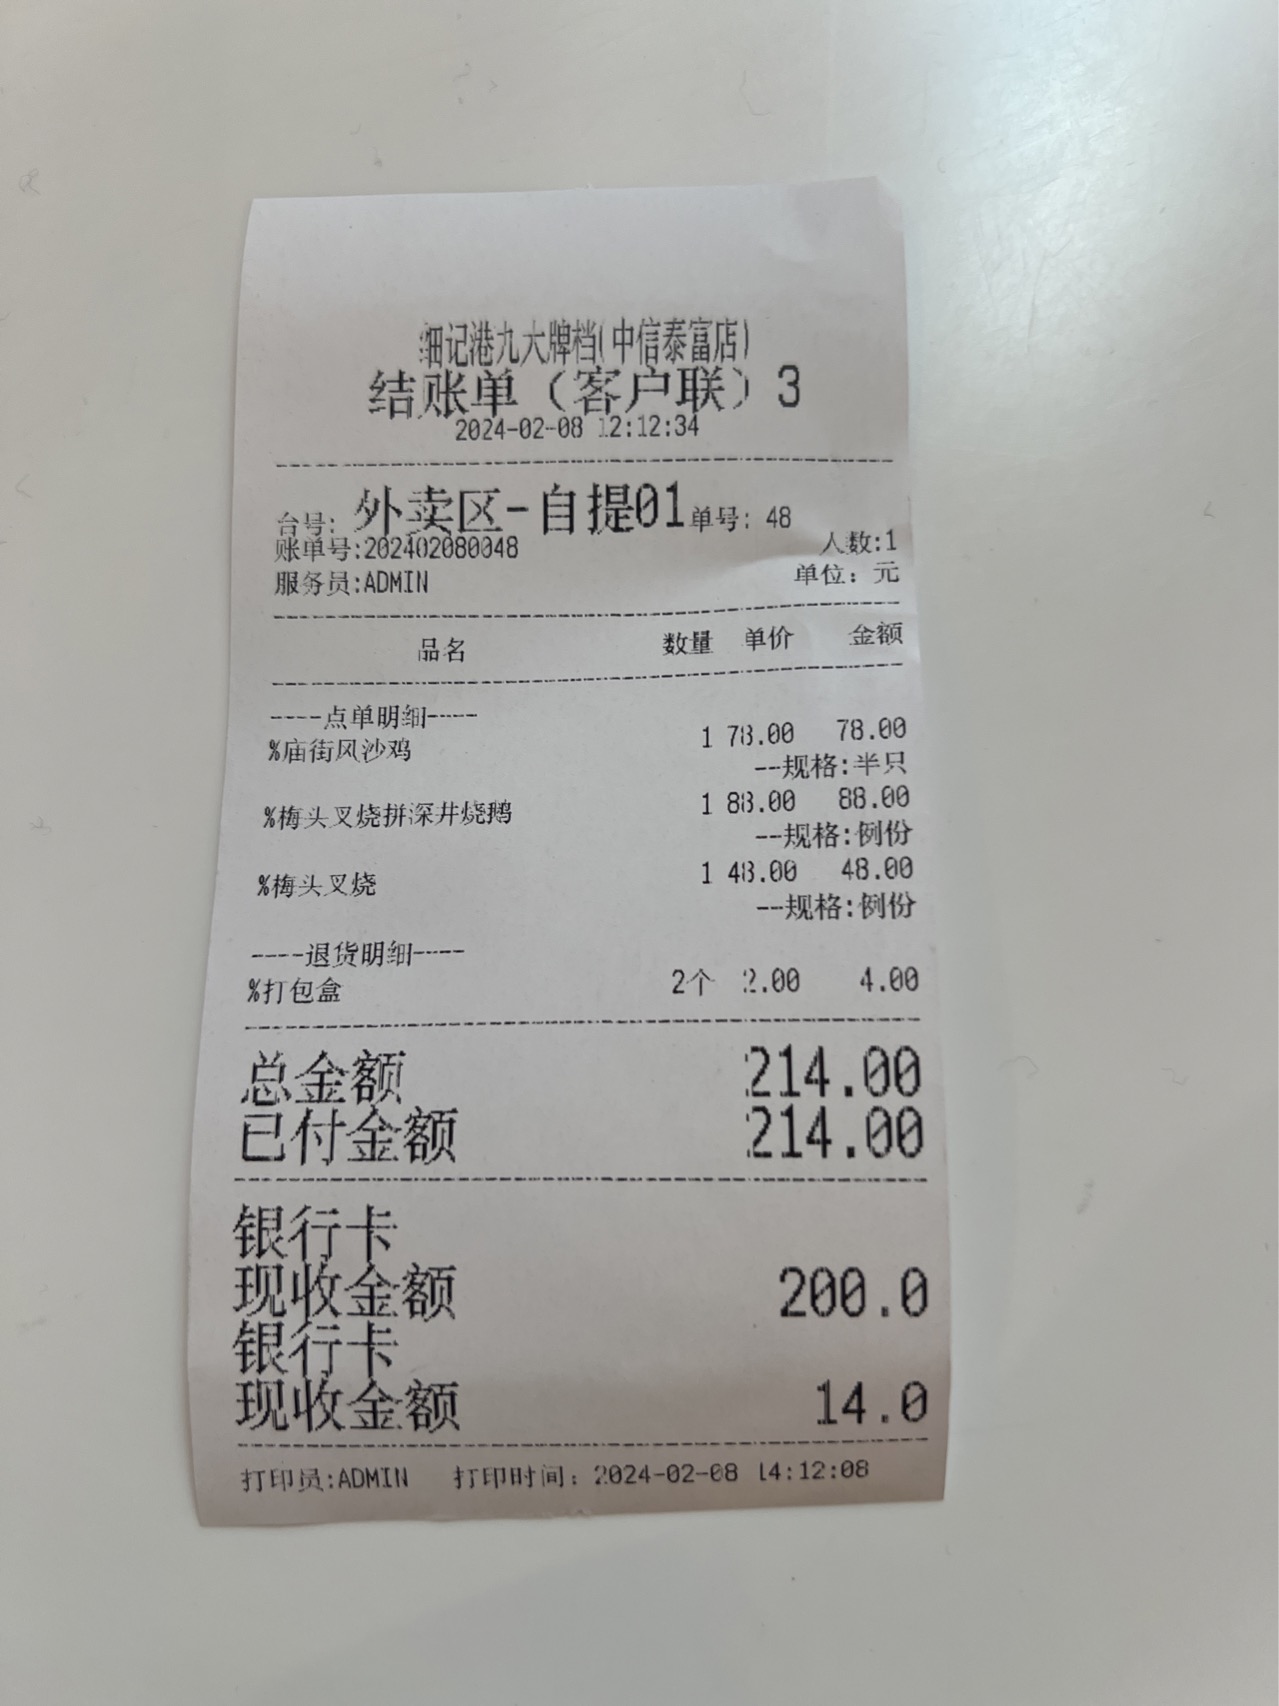 细记港九大牌档(中信泰富店)
结账单（客户联）3
2024-02-08 12:12:34
台号: 外卖区-自提01 单号: 48
账单号:202402080048 人数:1
服务员:ADMIN 单位: 元
品名 数量 单价 金额
----点单明细----
%庙街风沙鸡 1 78.00 78.00
--规格:半只
%梅头叉烧拼深井烧鹅 1 88.00 88.00
--规格:例份
%梅头叉烧 1 48.00 48.00
--规格:例份
----退货明细----
%打包盒 2个 2.00 4.00
总金额 214.00
已付金额 214.00
银行卡
现收金额 200.0
银行卡
现收金额 14.0
打印员:ADMIN 打印时间: 2024-02-08 14:12:08